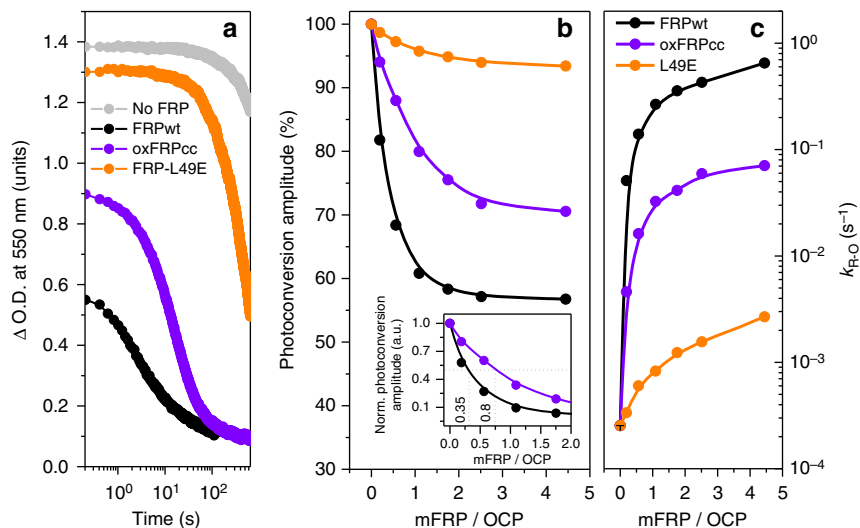 a
1.4
1.2
1.0
0.8
0.6
0.4
0.2
0.0
Δ O.D. at 550 nm (units)
No FRP
FRPwt
oxFRPcc
FRP-L49E
10⁰ 10¹ 10²
Time (s)
b
100
90
80
70
60
50
40
30
Photoconversion amplitude (%)
0 1 2 3 4 5
mFRP / OCP
Norm. photoconversion
amplitude (a.u.)
1.0
0.7
0.4
0.1
0.35
0.8
0.0 0.5 1.0 1.5 2.0
mFRP / OCP
c
FRPwt
oxFRPcc
L49E
10⁰
10⁻¹
10⁻²
10⁻³
10⁻⁴
kR-O (s⁻¹)
0 1 2 3 4 5
mFRP / OCP